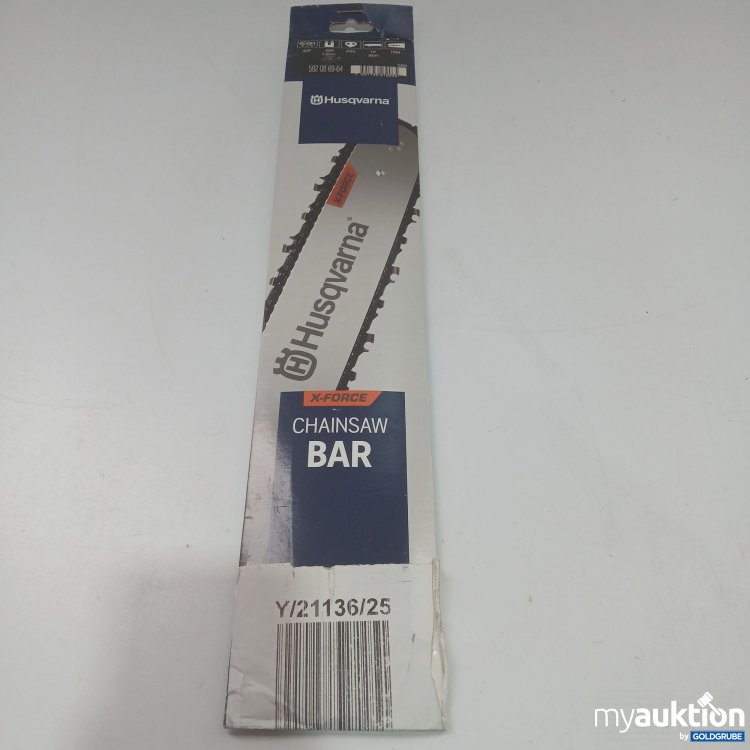 582 08 69-64
Husqvarna
X-FORCE
Husqvarna®
X-FORCE
CHAINSAW
BAR
Y/21136/25
myauktion
by GOLDGRUBE